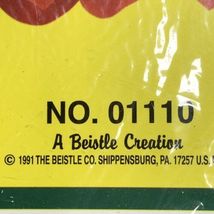 NO. 01110
A Beistle Creation
© 1991 THE BEISTLE CO. SHIPPENSBURG, PA. 17257 U.S.